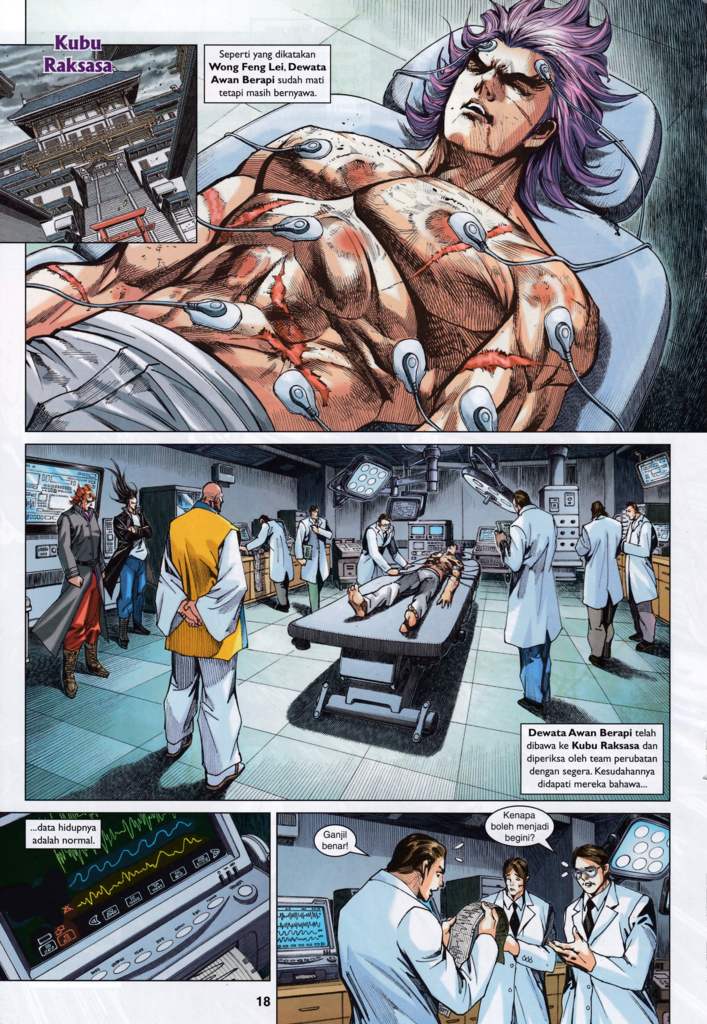 Kubu
Raksasa
Seperti yang dikatakan
Wong Feng Lei, Dewata
Awan Berapi sudah mati
tetapi masih bernyawa.
Dewata Awan Berapi telah
dibawa ke Kubu Raksasa dan
diperiksa oleh team perubatan
dengan segera. Kesudahannya
didapati mereka bahawa...
...data hidupnya
adalah normal.
Ganjil
benar!
Kenapa
boleh menjadi
begini?
18